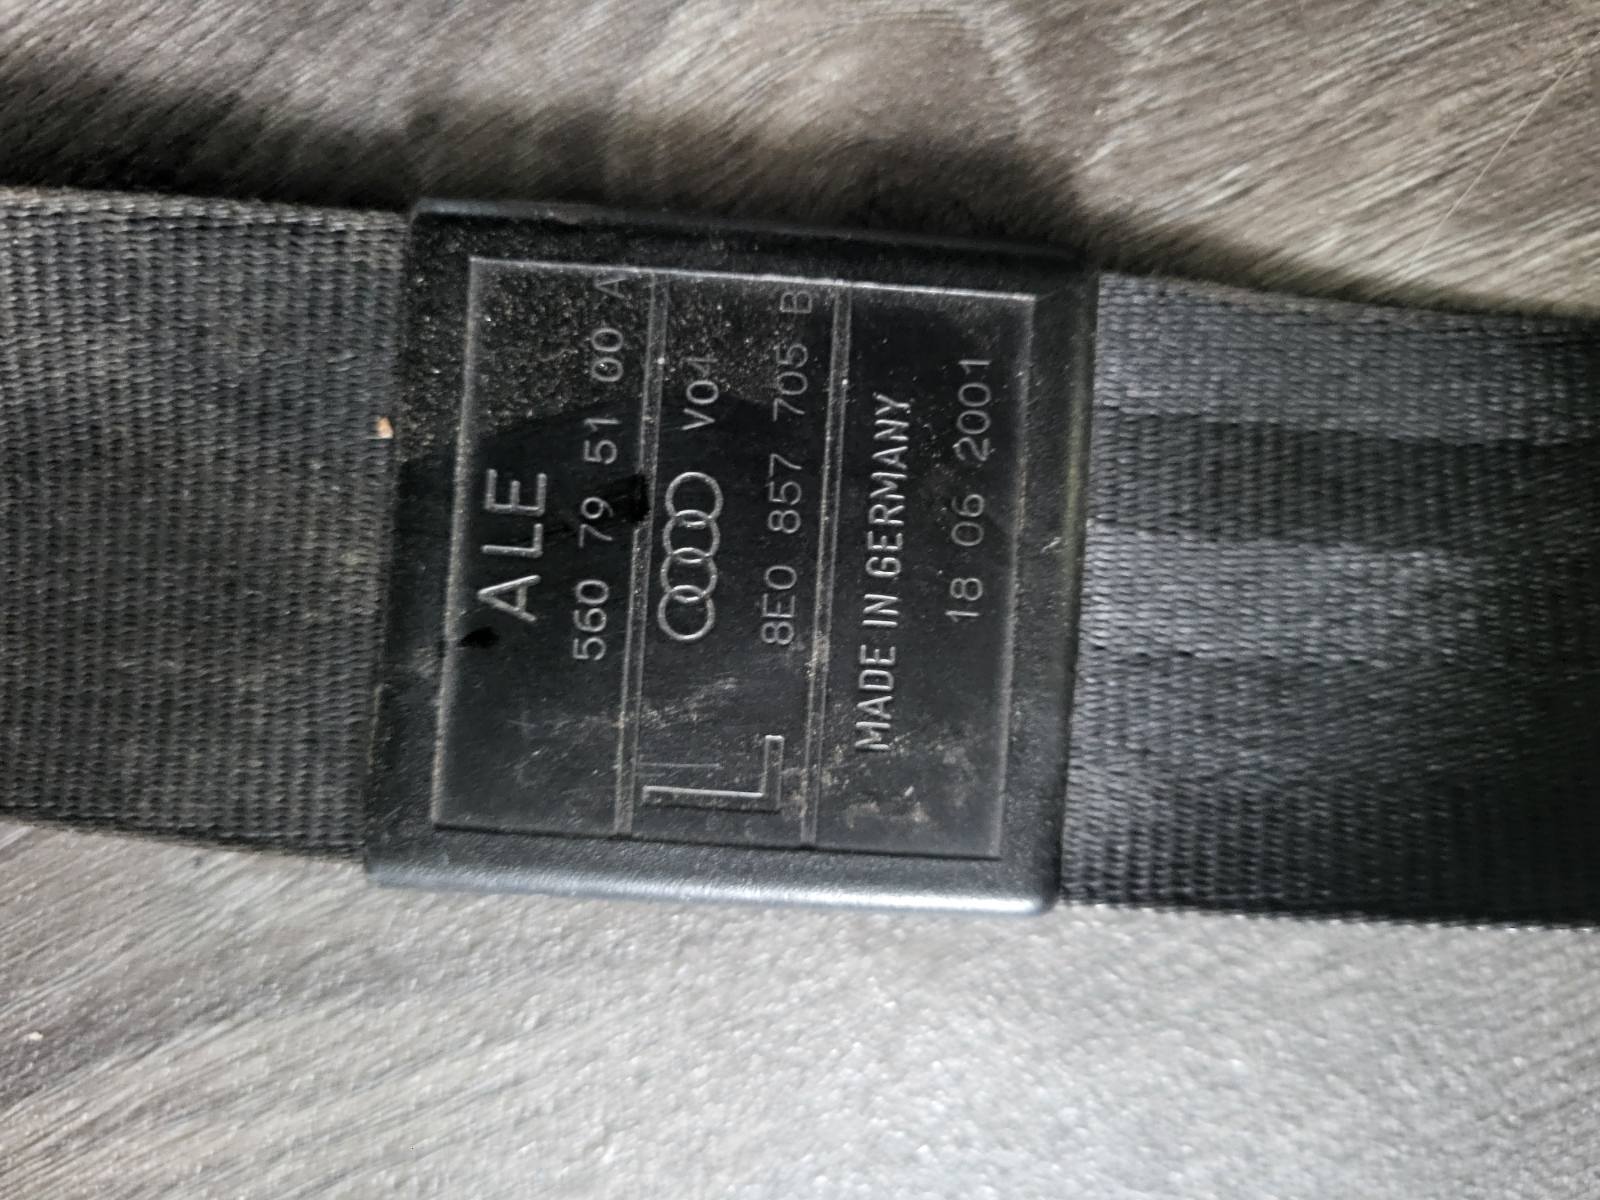 ALE
560 79 51 00 A
V04
L 8E0 857 705 B
MADE IN GERMANY
18 06 2001